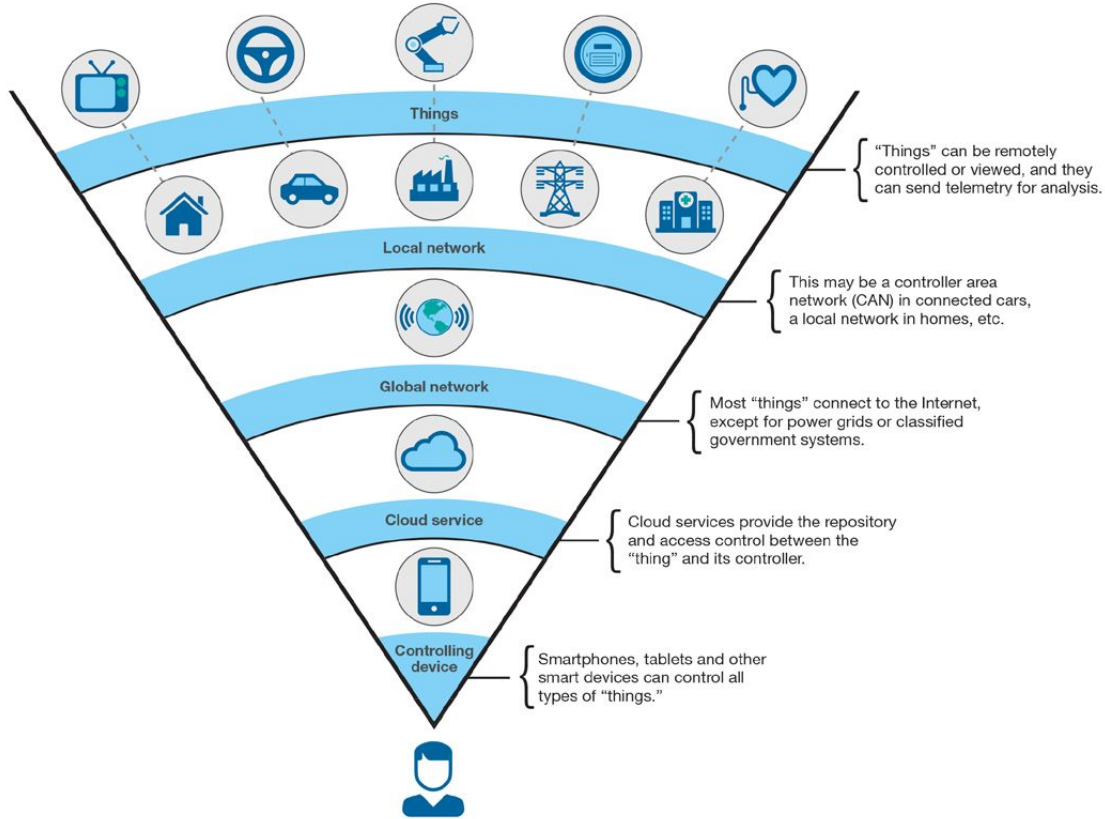 Things
“Things” can be remotely
controlled or viewed, and they
can send telemetry for analysis.
Local network
This may be a controller area
network (CAN) in connected cars,
a local network in homes, etc.
Global network
Most “things” connect to the Internet,
except for power grids or classified
government systems.
Cloud service
Cloud services provide the repository
and access control between the
“thing” and its controller.
Controlling
device
Smartphones, tablets and other
smart devices can control all
types of “things.”